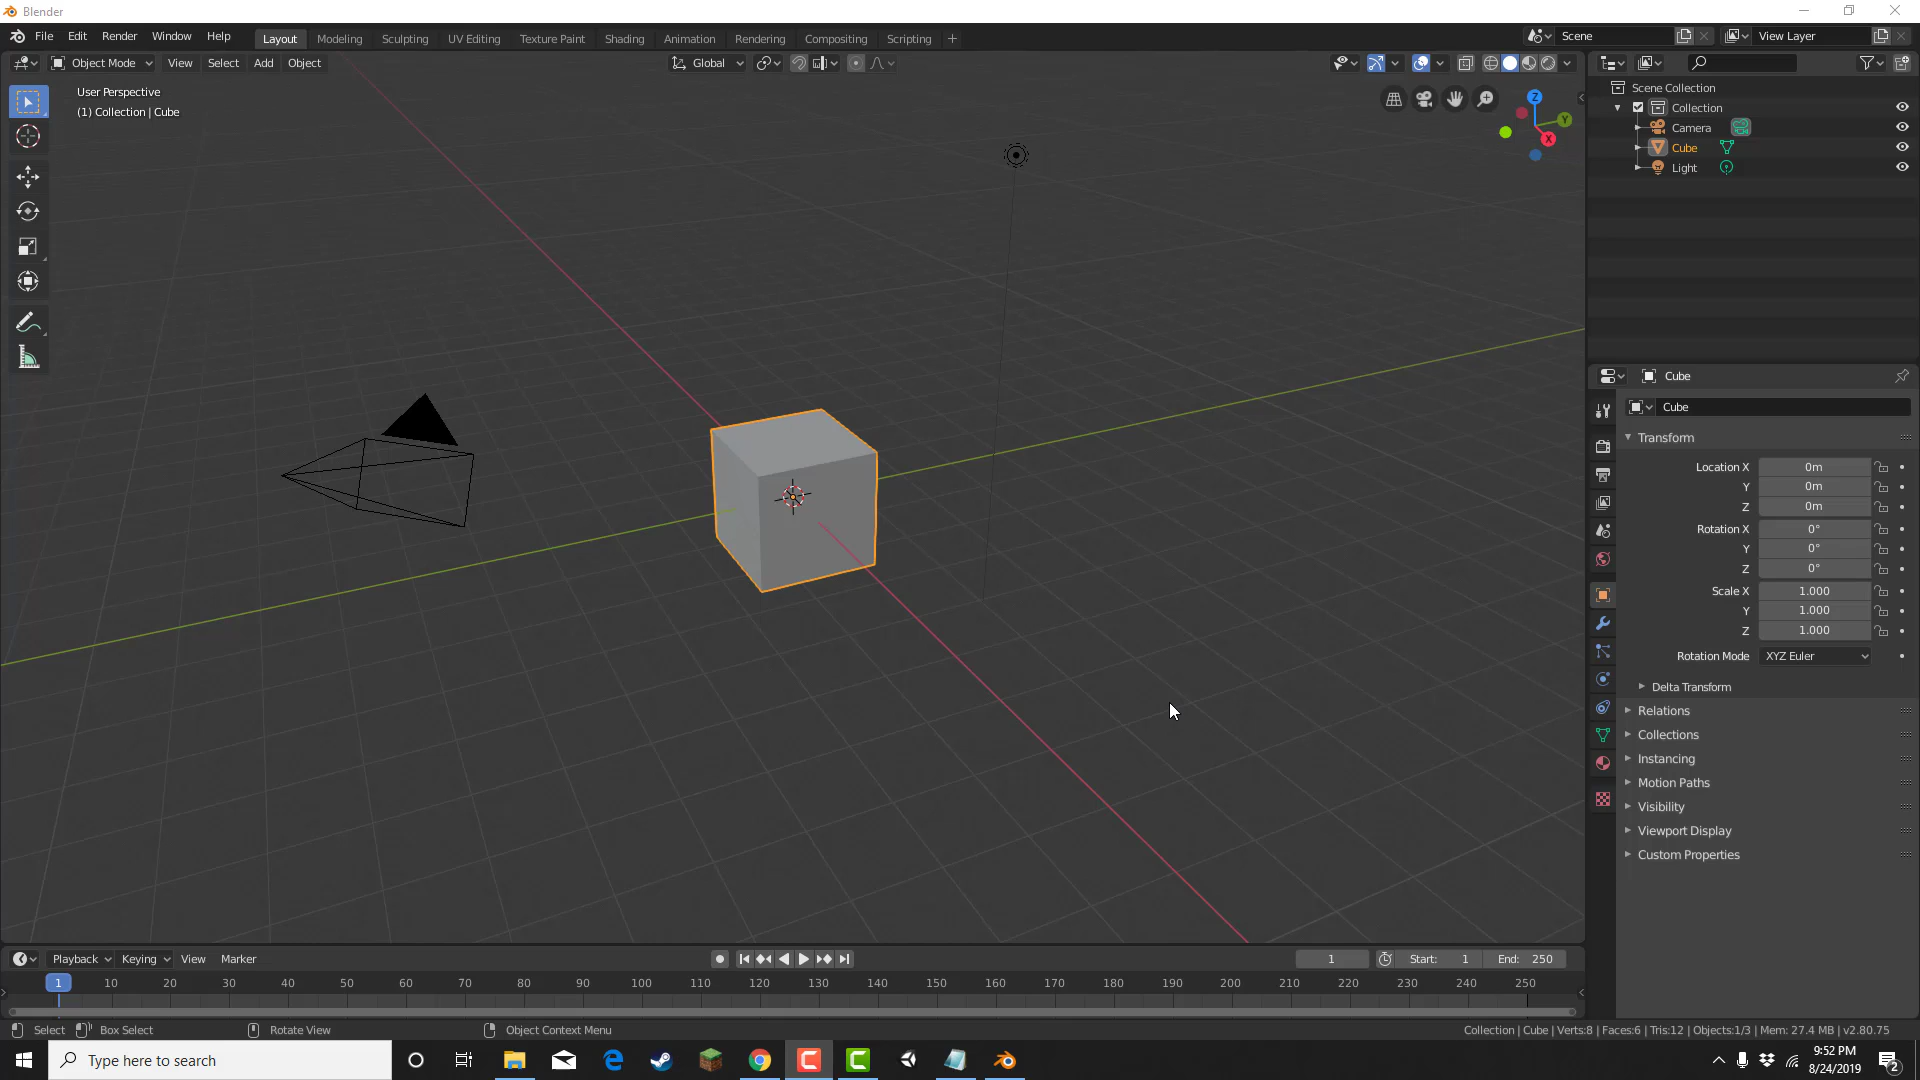 Blender
File Edit Render Window Help Layout Modeling Sculpting UV Editing Texture Paint Shading Animation Rendering Compositing Scripting + Scene View Layer
Object Mode View Select Add Object Global
User Perspective
(1) Collection | Cube
Z
Y
X
Scene Collection
Collection
Camera
Cube
Light
Cube
Cube
Transform
Location X 0m
Y 0m
Z 0m
Rotation X 0°
Y 0°
Z 0°
Scale X 1.000
Y 1.000
Z 1.000
Rotation Mode XYZ Euler
Delta Transform
Relations
Collections
Instancing
Motion Paths
Visibility
Viewport Display
Custom Properties
Playback Keying View Marker 1 Start: 1 End: 250
1 10 20 30 40 50 60 70 80 90 100 110 120 130 140 150 160 170 180 190 200 210 220 230 240 250
Select Box Select Rotate View Object Context Menu Collection | Cube | Verts:8 | Faces:6 | Tris:12 | Objects:1/3 | Mem: 27.4 MB | v2.80.75
Type here to search
9:52 PM
8/24/2019
2